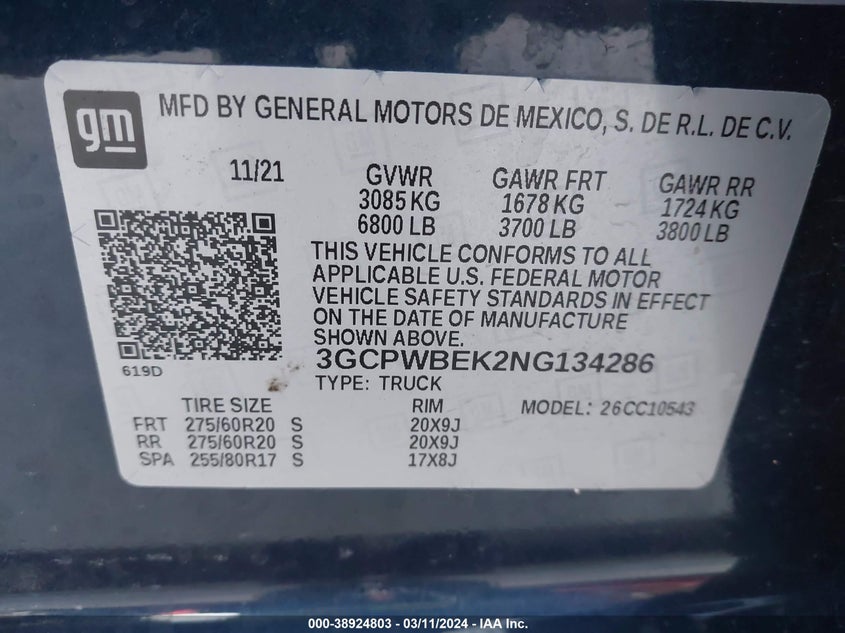 gm
MFD BY GENERAL MOTORS DE MEXICO, S. DE R.L. DE C.V.
11/21 GVWR GAWR FRT GAWR RR
3085 KG 1678 KG 1724 KG
6800 LB 3700 LB 3800 LB
THIS VEHICLE CONFORMS TO ALL
APPLICABLE U.S. FEDERAL MOTOR
VEHICLE SAFETY STANDARDS IN EFFECT
ON THE DATE OF MANUFACTURE
SHOWN ABOVE.
619D
3GCPWBEK2NG134286
TYPE: TRUCK
TIRE SIZE RIM MODEL: 26CC10543
FRT 275/60R20 S 20X9J
RR 275/60R20 S 20X9J
SPA 255/80R17 S 17X8J
000-38924803 - 03/11/2024 - IAA Inc.